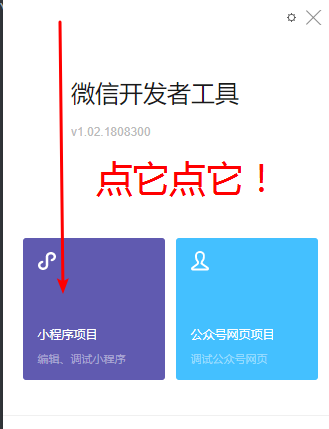 微信开发者工具
v1.02.1808300
点它点它！
小程序项目
编辑、调试小程序
公众号网页项目
调试公众号网页